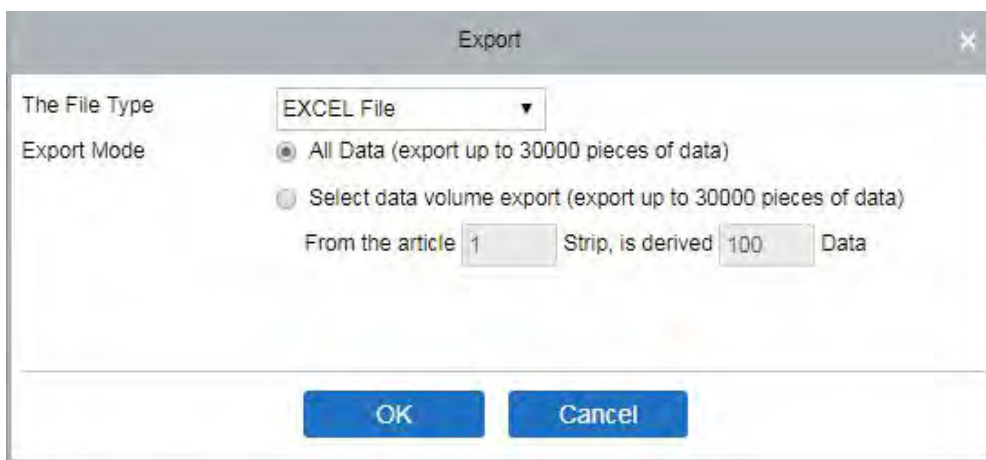 Export
The File Type EXCEL File
Export Mode All Data (export up to 30000 pieces of data)
Select data volume export (export up to 30000 pieces of data)
From the article 1 Strip, is derived 100 Data
OK Cancel